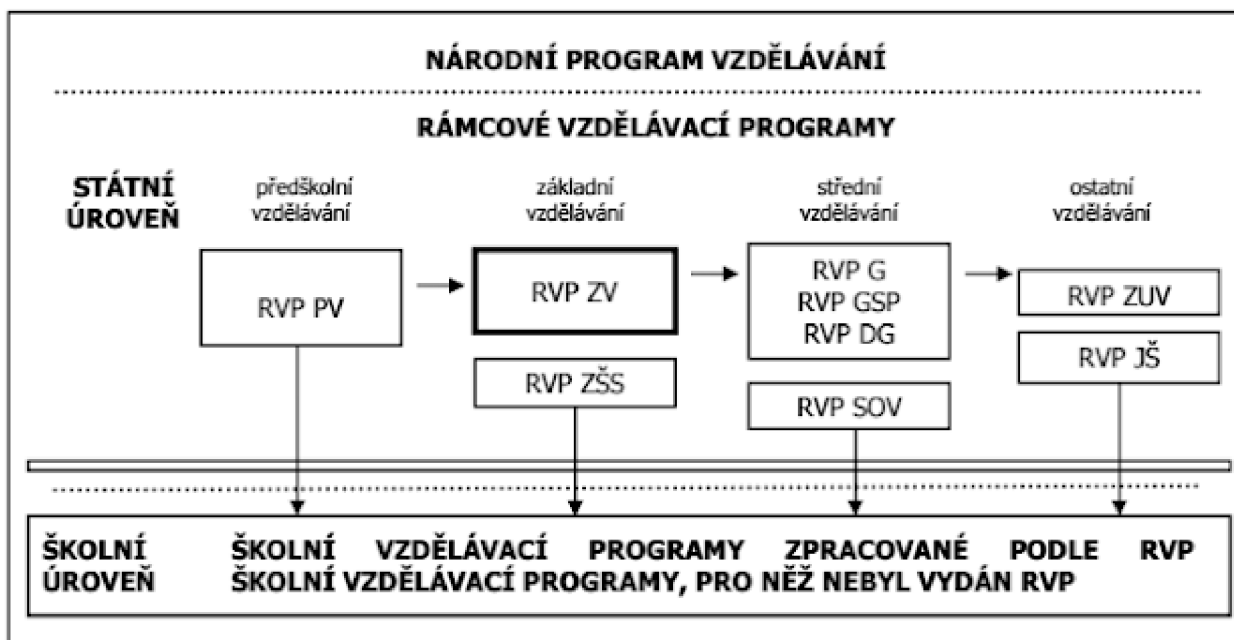 NÁRODNÍ PROGRAM VZDĚLÁVÁNÍ
RÁMCOVÉ VZDĚLÁVACÍ PROGRAMY
STÁTNÍ
ÚROVEŇ
předškolní
vzdělávání
základní
vzdělávání
střední
vzdělávání
ostatní
vzdělávání
RVP PV
RVP ZV
RVP ZŠS
RVP G
RVP GSP
RVP DG
RVP SOV
RVP ZUV
RVP JŠ
ŠKOLNÍ
ÚROVEŇ
ŠKOLNÍ VZDĚLÁVACÍ PROGRAMY ZPRACOVANÉ PODLE RVP
ŠKOLNÍ VZDĚLÁVACÍ PROGRAMY, PRO NĚŽ NEBYL VYDÁN RVP